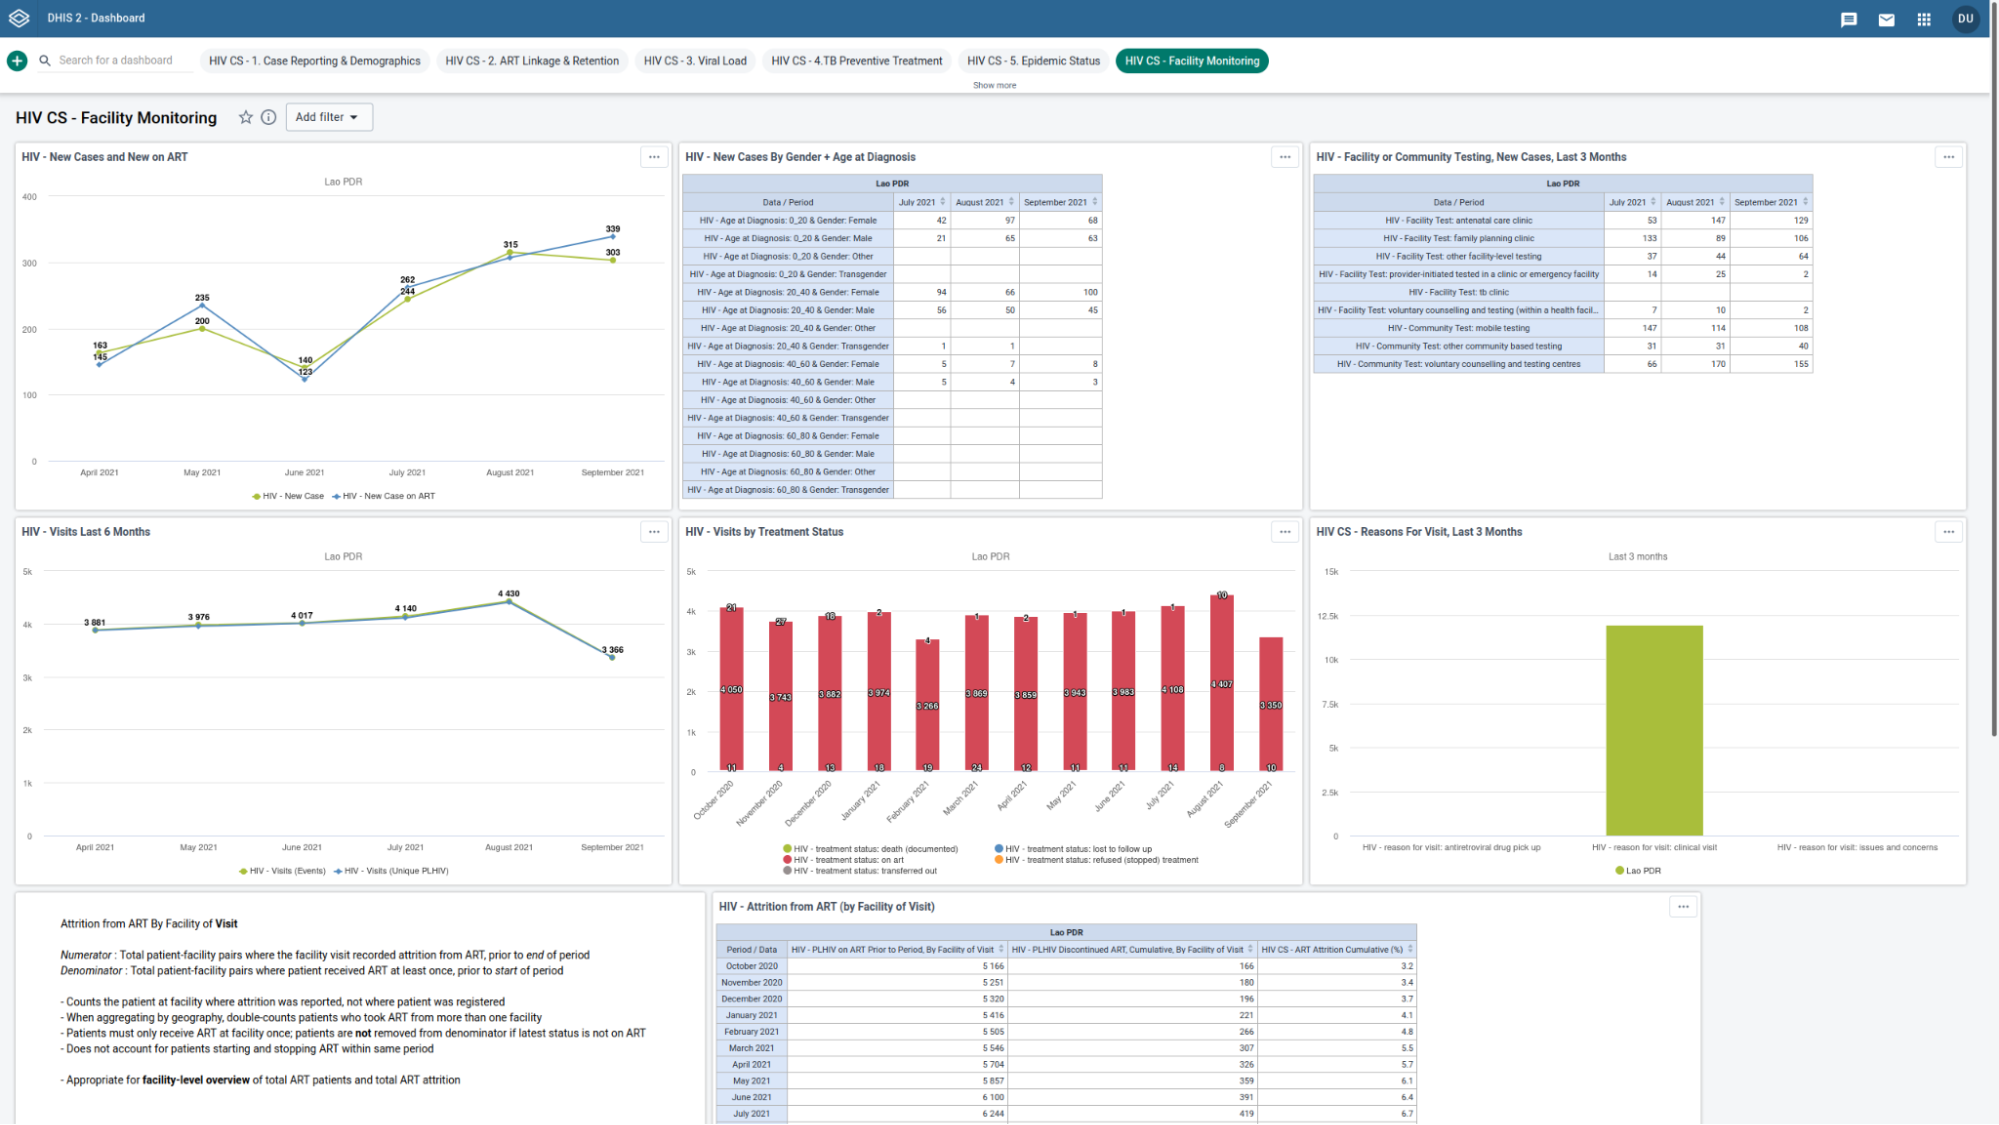 DHIS 2 - Dashboard
DU
Search for a dashboard
HIV CS - 1. Case Reporting & Demographics
HIV CS - 2. ART Linkage & Retention
HIV CS - 3. Viral Load
HIV CS - 4.TB Preventive Treatment
HIV CS - 5. Epidemic Status
HIV CS - Facility Monitoring
Show more
HIV CS - Facility Monitoring
Add filter
HIV - New Cases and New on ART
Lao PDR
400
300
200
100
0
163
145
235
200
140
123
262
244
315
339
303
April 2021 May 2021 June 2021 July 2021 August 2021 September 2021
HIV - New Case HIV - New Case on ART
HIV - New Cases By Gender + Age at Diagnosis
Lao PDR
Data / Period July 2021 August 2021 September 2021
HIV - Age at Diagnosis: 0_20 & Gender: Female 42 97 68
HIV - Age at Diagnosis: 0_20 & Gender: Male 21 65 63
HIV - Age at Diagnosis: 0_20 & Gender: Other
HIV - Age at Diagnosis: 0_20 & Gender: Transgender
HIV - Age at Diagnosis: 20_40 & Gender: Female 94 66 100
HIV - Age at Diagnosis: 20_40 & Gender: Male 56 50 45
HIV - Age at Diagnosis: 20_40 & Gender: Other
HIV - Age at Diagnosis: 20_40 & Gender: Transgender 1 1
HIV - Age at Diagnosis: 40_60 & Gender: Female 5 7 8
HIV - Age at Diagnosis: 40_60 & Gender: Male 5 4 3
HIV - Age at Diagnosis: 40_60 & Gender: Other
HIV - Age at Diagnosis: 40_60 & Gender: Transgender
HIV - Age at Diagnosis: 60_80 & Gender: Female
HIV - Age at Diagnosis: 60_80 & Gender: Male
HIV - Age at Diagnosis: 60_80 & Gender: Other
HIV - Age at Diagnosis: 60_80 & Gender: Transgender
HIV - Facility or Community Testing, New Cases, Last 3 Months
Lao PDR
Data / Period July 2021 August 2021 September 2021
HIV - Facility Test: antenatal care clinic 53 147 129
HIV - Facility Test: family planning clinic 133 89 106
HIV - Facility Test: other facility-level testing 37 44 64
HIV - Facility Test: provider-initiated tested in a clinic or emergency facility 14 25 2
HIV - Facility Test: tb clinic
HIV - Facility Test: voluntary counselling and testing (within a health facil... 7 10 2
HIV - Community Test: mobile testing 147 114 108
HIV - Community Test: other community based testing 31 31 40
HIV - Community Test: voluntary counselling and testing centres 66 170 155
HIV - Visits Last 6 Months
Lao PDR
5k
4k
3k
2k
1k
0
3 881
3 976
4 017
4 140
4 430
3 366
April 2021 May 2021 June 2021 July 2021 August 2021 September 2021
HIV - Visits (Events) HIV - Visits (Unique PLHIV)
HIV - Visits by Treatment Status
Lao PDR
5k
4k
3k
2k
1k
0
21 27 18 2 4 1 2 1 1 1 10
4 050 3 743 3 882 3 974 3 266 3 869 3 859 3 943 3 983 4 108 4 407 3 350
11 4 13 18 19 24 12 11 11 14 8 10
October 2020 November 2020 December 2020 January 2021 February 2021 March 2021 April 2021 May 2021 June 2021 July 2021 August 2021 September 2021
HIV - treatment status: death (documented) HIV - treatment status: lost to follow up
HIV - treatment status: on art HIV - treatment status: refused (stopped) treatment
HIV - treatment status: transferred out
HIV CS - Reasons For Visit, Last 3 Months
Last 3 months
15k
12.5k
10k
7.5k
5k
2.5k
0
HIV - reason for visit: antiretroviral drug pick up HIV - reason for visit: clinical visit HIV - reason for visit: issues and concerns
Lao PDR
Attrition from ART By Facility of Visit
Numerator : Total patient-facility pairs where the facility visit recorded attrition from ART, prior to end of period
Denominator : Total patient-facility pairs where patient received ART at least once, prior to start of period
- Counts the patient at facility where attrition was reported, not where patient was registered
- When aggregating by geography, double-counts patients who took ART from more than one facility
- Patients must only receive ART at facility once; patients are not removed from denominator if latest status is not on ART
- Does not account for patients starting and stopping ART within same period
- Appropriate for facility-level overview of total ART patients and total ART attrition
HIV - Attrition from ART (by Facility of Visit)
Lao PDR
Period / Data HIV - PLHIV on ART Prior to Period, By Facility of Visit HIV - PLHIV Discontinued ART, Cumulative, By Facility of Visit HIV CS - ART Attrition Cumulative (%)
October 2020 5 166 166 3.2
November 2020 5 251 180 3.4
December 2020 5 320 196 3.7
January 2021 5 416 221 4.1
February 2021 5 505 266 4.8
March 2021 5 546 307 5.5
April 2021 5 704 326 5.7
May 2021 5 857 359 6.1
June 2021 6 100 391 6.4
July 2021 6 244 419 6.7